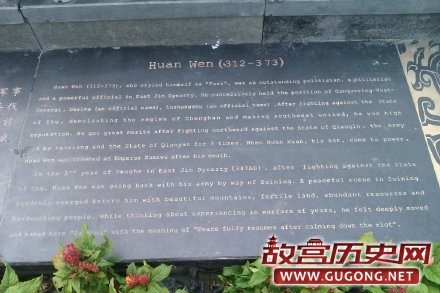 Huan Wen (312-373)
Huan Wen (312-373), who styled himself as "Fuzi", was an outstanding politician, a militarist
and a powerful official in East Jin Dynasty. He successively held the position of
General, Dasima (an official name), (an official name). After fighting against the State
of Shu, demolishing the regime of Chenghan and making southwest united, he won high
reputation. He got great merits after fighting northward against the State of Qianqin, the army
of Yaoxiang and the State of Qianyan for 3 times. When Huan Xuan, his son, came to power,
Huan Wen was crowned as Emperor Xuanwu after his death.
In the 3rd year of Yonghe in East Jin Dynasty (347AD), after fighting against the State
of Shu, Huan Wen was going back with his army by way of Suining. A peaceful scene in Suining
suddenly emerged before him with beautiful mountains, fertile land, abundant resources and
hardworking people. While thinking about experiencing in warfare of years, he felt deeply moved
and named here "Suining" with the meaning of "Peace fully resumes after calming down the riot".
故宫历史网
WWW.GUGONG.NET